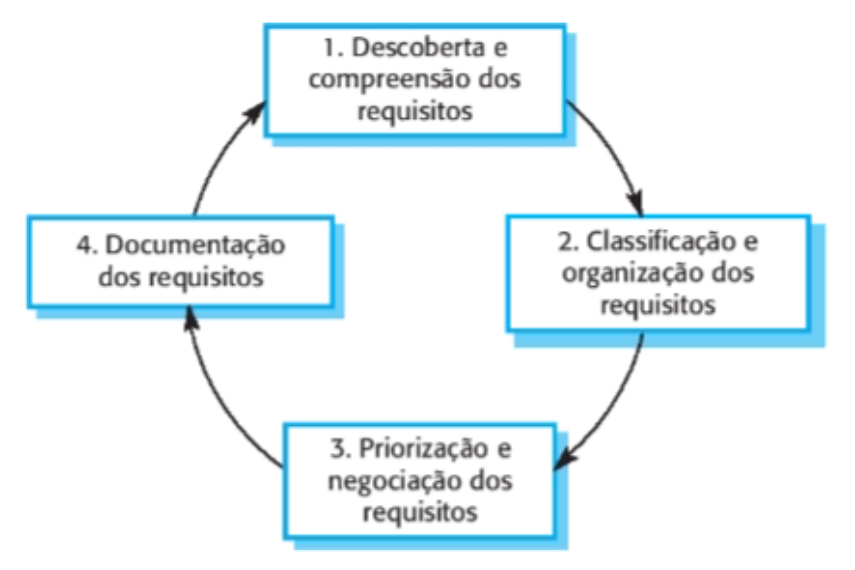 1. Descoberta e
compreensão dos
requisitos
2. Classificação e
organização dos
requisitos
3. Priorização e
negociação dos
requisitos
4. Documentação
dos requisitos